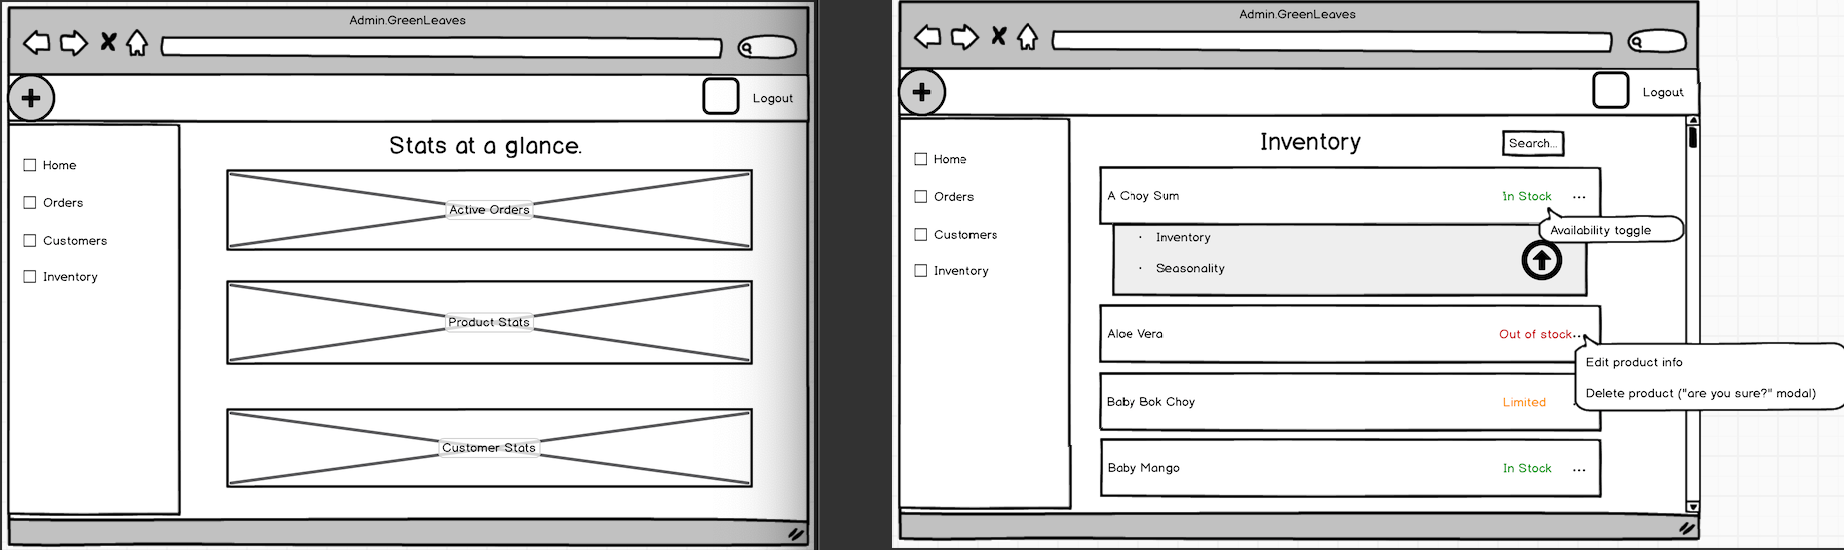 Admin.GreenLeaves
Logout
Home
Orders
Customers
Inventory
Stats at a glance.
Active Orders
Product Stats
Customer Stats
Admin.GreenLeaves
Logout
Home
Orders
Customers
Inventory
Inventory
Search...
A Choy Sum In Stock ...
Availability toggle
• Inventory
• Seasonality
Aloe Vera Out of stock...
Edit product info
Delete product ("are you sure?" modal)
Baby Bok Choy Limited
Baby Mango In Stock ...